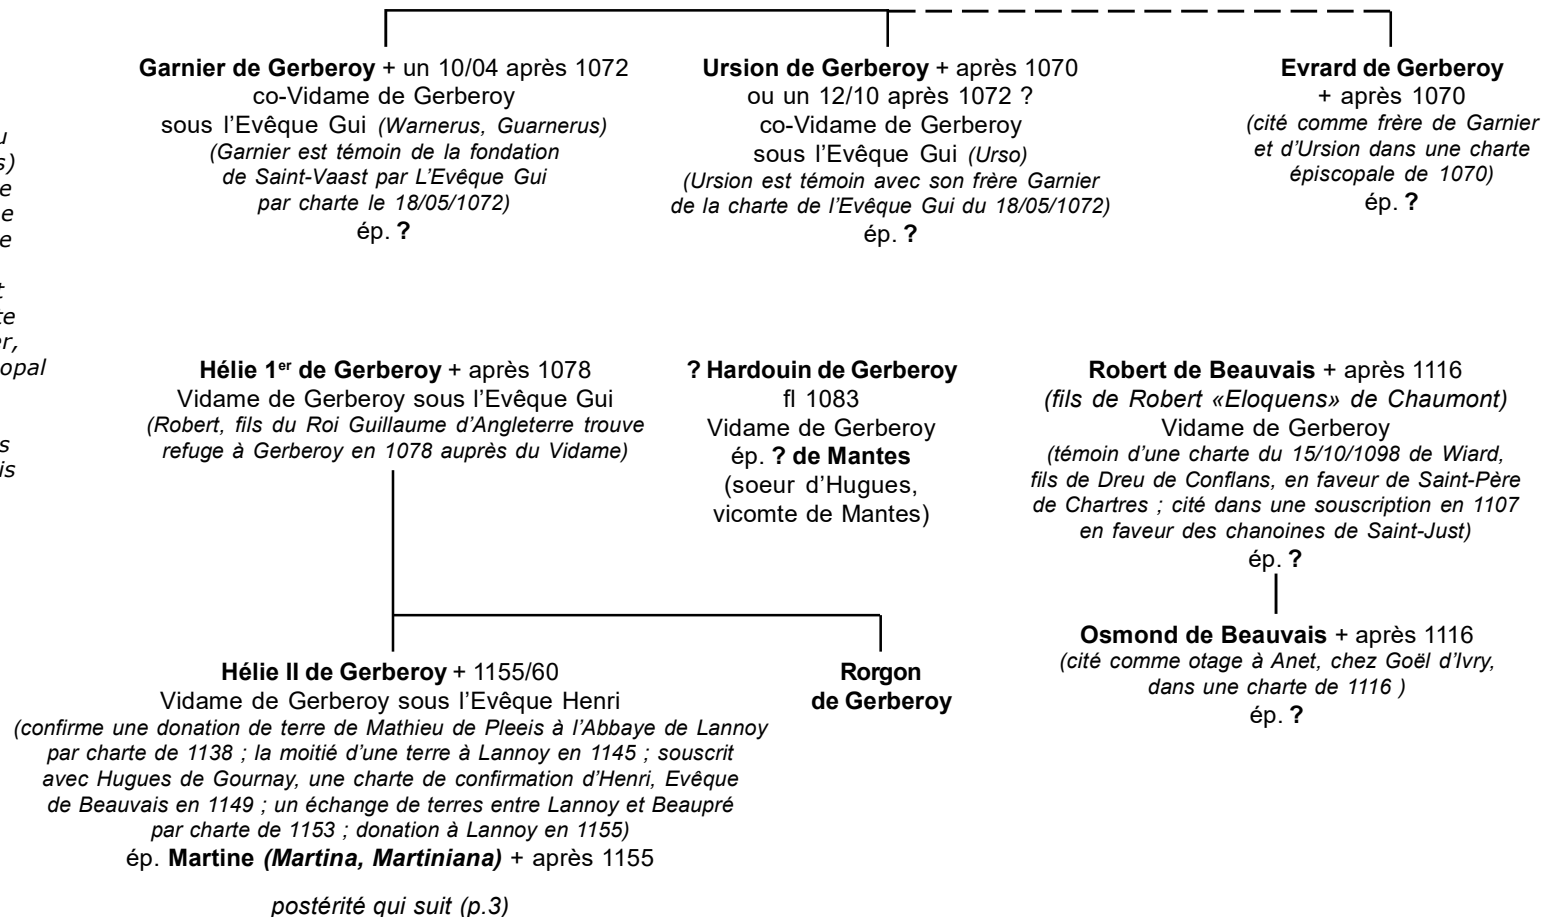 Garnier de Gerberoy + un 10/04 après 1072
co-Vidame de Gerberoy
sous l’Evêque Gui (Warnerus, Guarnerus)
(Garnier est témoin de la fondation
de Saint-Vaast par L’Evêque Gui
par charte le 18/05/1072)
ép. ?
Ursion de Gerberoy + après 1070
ou un 12/10 après 1072 ?
co-Vidame de Gerberoy
sous l’Evêque Gui (Urso)
(Ursion est témoin avec son frère Garnier
de la charte de l’Evêque Gui du 18/05/1072)
ép. ?
Evrard de Gerberoy
+ après 1070
(cité comme frère de Garnier
et d’Ursion dans une charte
épiscopale de 1070)
ép. ?
Hélie 1er de Gerberoy + après 1078
Vidame de Gerberoy sous l’Evêque Gui
(Robert, fils du Roi Guillaume d’Angleterre trouve
refuge à Gerberoy en 1078 auprès du Vidame)
? Hardouin de Gerberoy
fl 1083
Vidame de Gerberoy
ép. ? de Mantes
(soeur d’Hugues,
vicomte de Mantes)
Robert de Beauvais + après 1116
(fils de Robert «Eloquens» de Chaumont)
Vidame de Gerberoy
(témoin d’une charte du 15/10/1098 de Wiard,
fils de Dreu de Conflans, en faveur de Saint-Père
de Chartres ; cité dans une souscription en 1107
en faveur des chanoines de Saint-Just)
ép. ?
Osmond de Beauvais + après 1116
(cité comme otage à Anet, chez Goël d’Ivry,
dans une charte de 1116 )
ép. ?
Hélie II de Gerberoy + 1155/60
Vidame de Gerberoy sous l’Evêque Henri
(confirme une donation de terre de Mathieu de Pleeis à l’Abbaye de Lannoy
par charte de 1138 ; la moitié d’une terre à Lannoy en 1145 ; souscrit
avec Hugues de Gournay, une charte de confirmation d’Henri, Evêque
de Beauvais en 1149 ; un échange de terres entre Lannoy et Beaupré
par charte de 1153 ; donation à Lannoy en 1155)
ép. Martine (Martina, Martiniana) + après 1155
Rorgon
de Gerberoy
postérité qui suit (p.3)